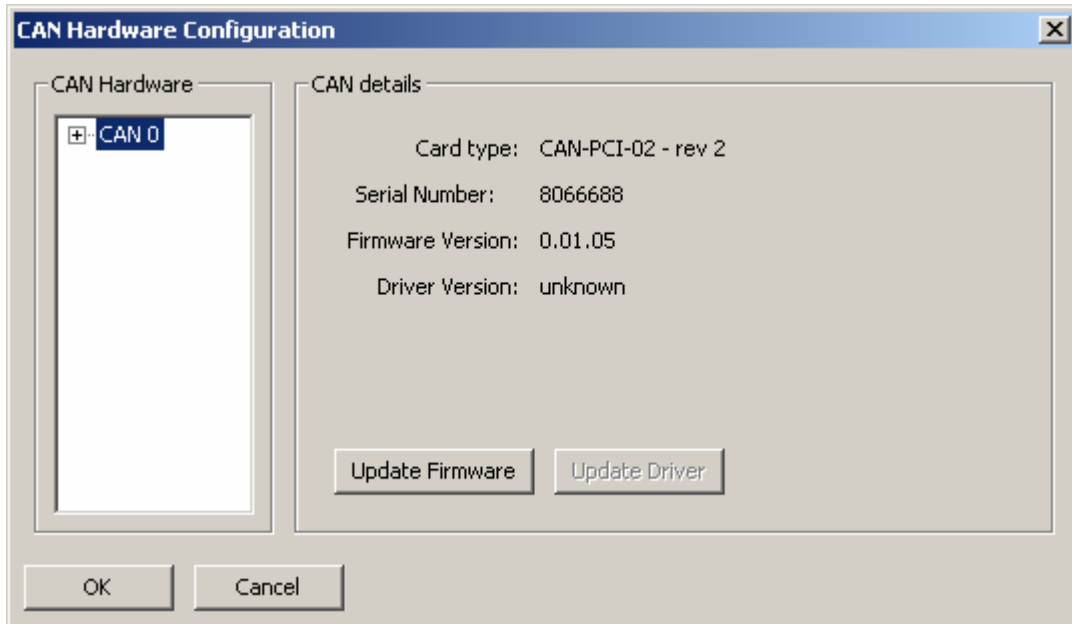 CAN Hardware Configuration
CAN Hardware
CAN 0
CAN details
Card type: CAN-PCI-02 - rev 2
Serial Number: 8066688
Firmware Version: 0.01.05
Driver Version: unknown
Update Firmware Update Driver
OK Cancel